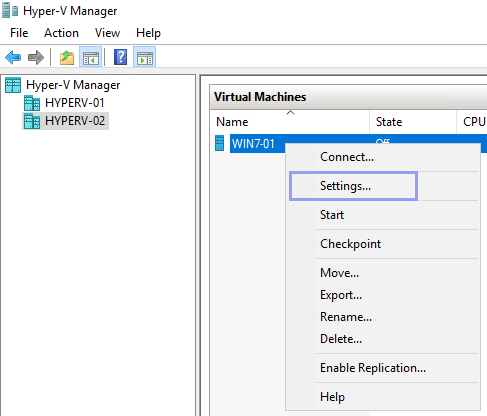 Hyper-V Manager
File Action View Help
Hyper-V Manager
HYPERV-01
HYPERV-02
Virtual Machines
Name State CPU
WIN7-01 Off
Connect...
Settings...
Start
Checkpoint
Move...
Export...
Rename...
Delete...
Enable Replication...
Help